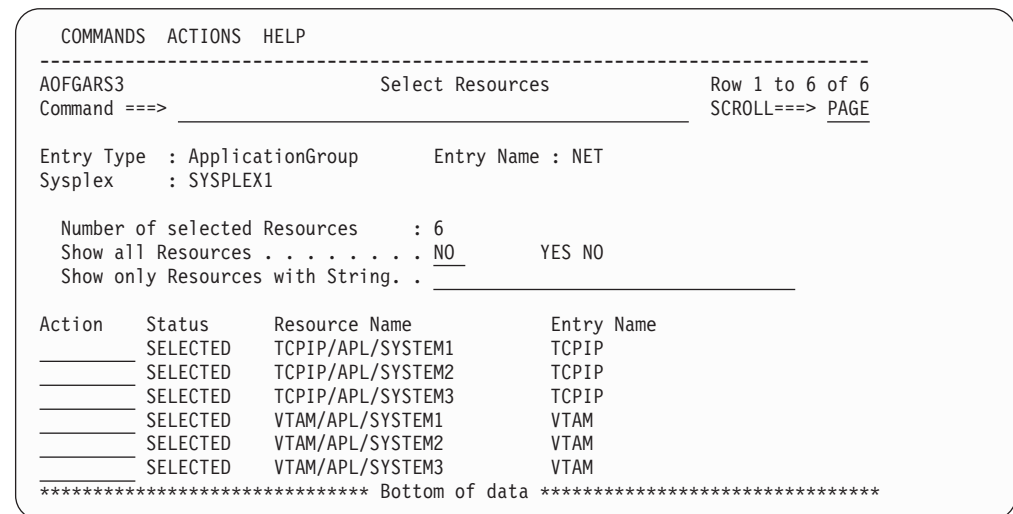 COMMANDS ACTIONS HELP
-------------------------------------------------------------------------------
AOFGARS3 Select Resources Row 1 to 6 of 6
Command ===> SCROLL===> PAGE
Entry Type : ApplicationGroup Entry Name : NET
Sysplex : SYSPLEX1
Number of selected Resources : 6
Show all Resources . . . . . . . . NO YES NO
Show only Resources with String. .
Action Status Resource Name Entry Name
SELECTED TCPIP/APL/SYSTEM1 TCPIP
SELECTED TCPIP/APL/SYSTEM2 TCPIP
SELECTED TCPIP/APL/SYSTEM3 TCPIP
SELECTED VTAM/APL/SYSTEM1 VTAM
SELECTED VTAM/APL/SYSTEM2 VTAM
SELECTED VTAM/APL/SYSTEM3 VTAM
******************************* Bottom of data ********************************